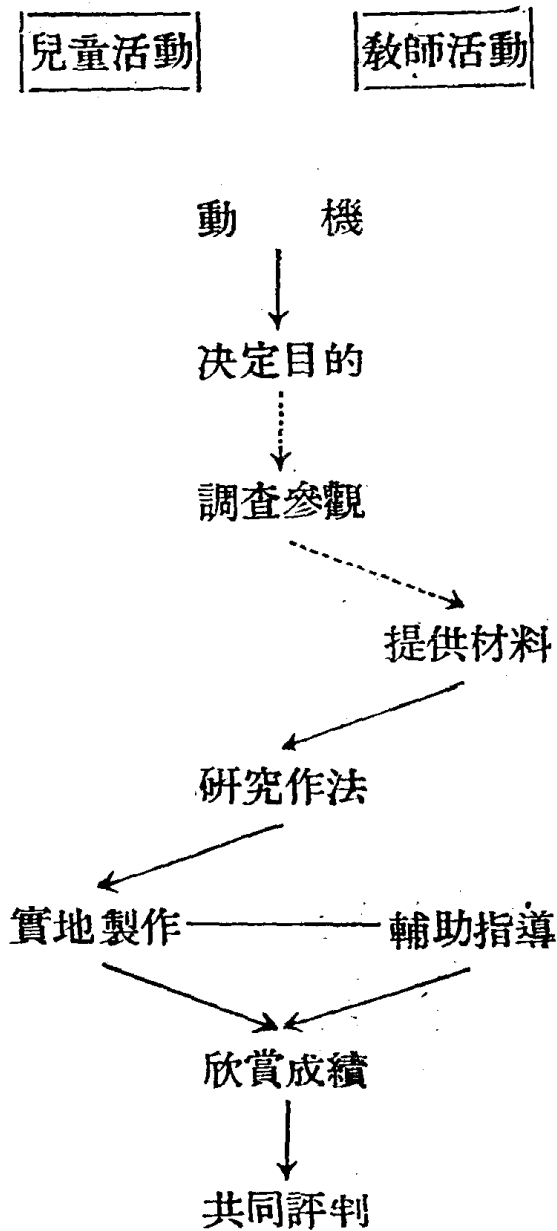 兒童活動 教師活動
動 機
决定目的
調查參觀
提供材料
研究作法
實地製作 輔助指導
欣賞成績
共同評判